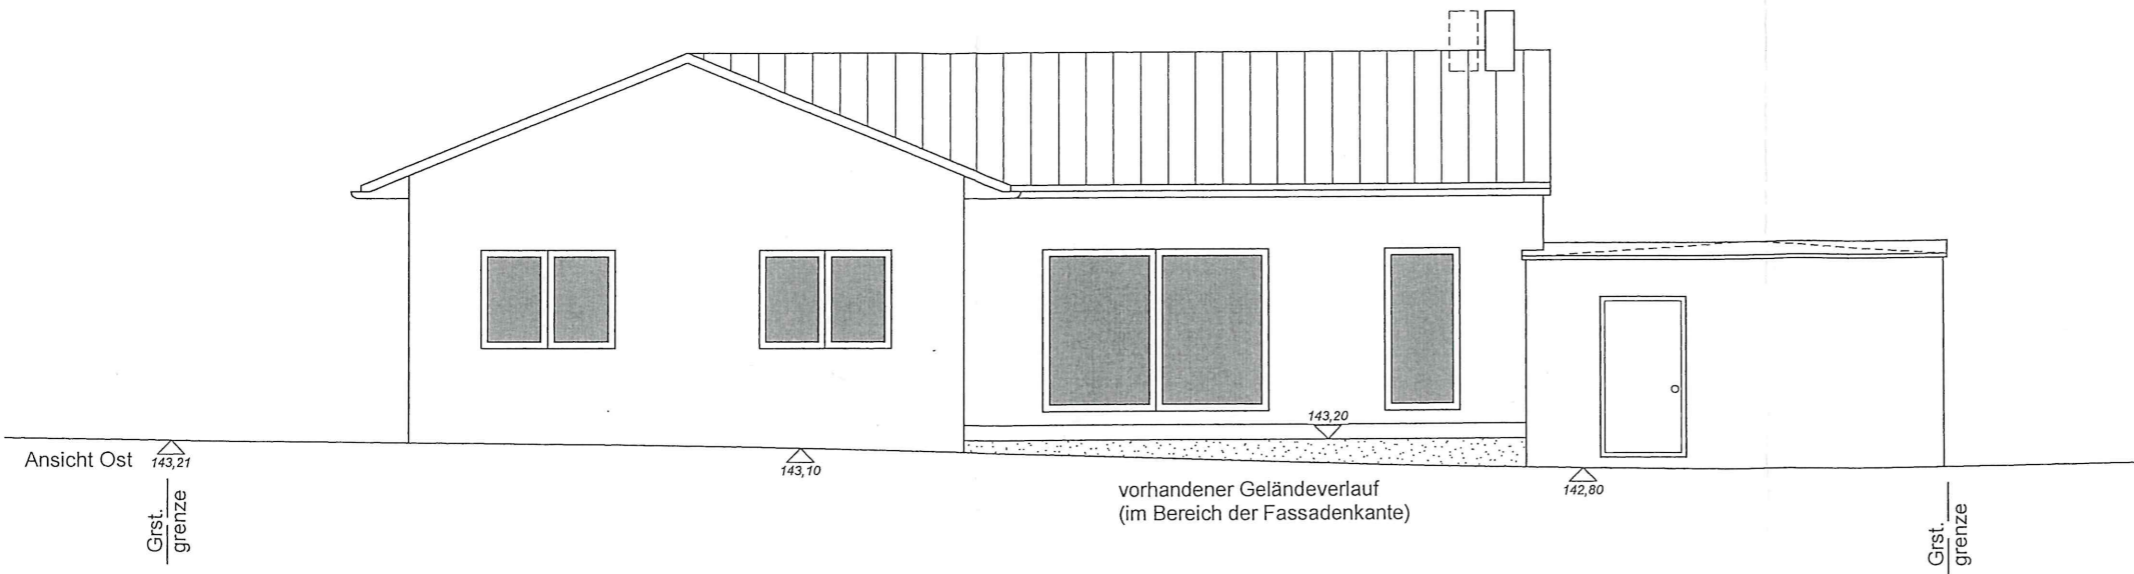 143,20
Ansicht Ost
143,21
143,10
vorhandener Geländeverlauf
(im Bereich der Fassadenkante)
142,80
Grst.
grenze
Grst.
grenze